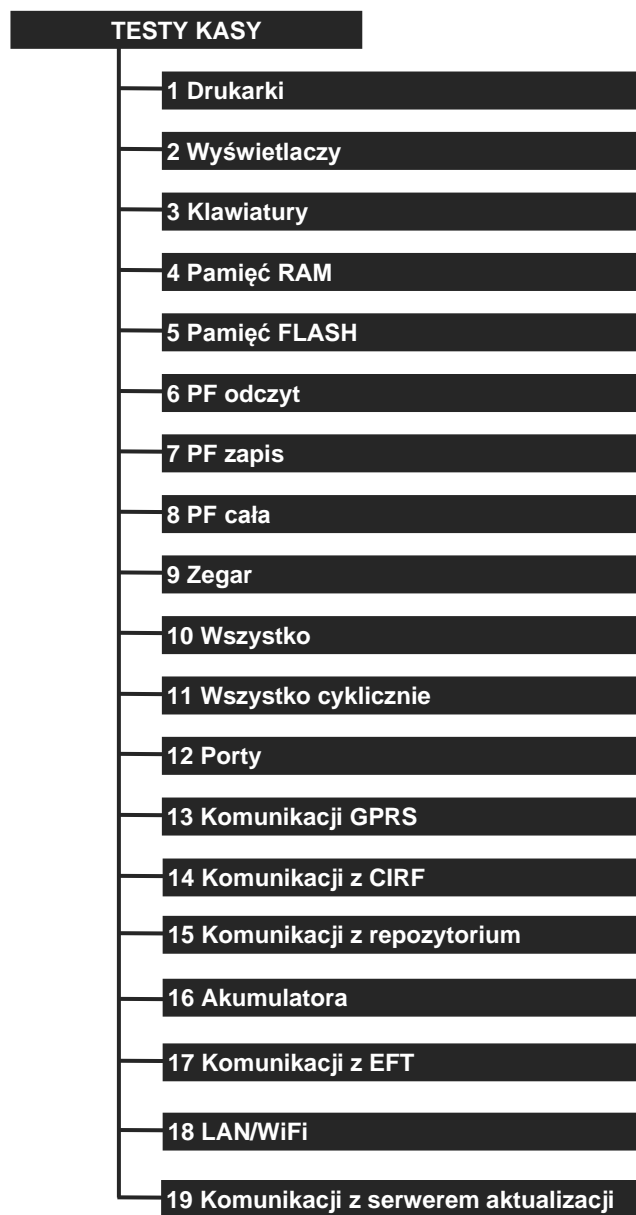 TESTY KASY
1 Drukarki
2 Wyświetlaczy
3 Klawiatury
4 Pamięć RAM
5 Pamięć FLASH
6 PF odczyt
7 PF zapis
8 PF cała
9 Zegar
10 Wszystko
11 Wszystko cyklicznie
12 Porty
13 Komunikacji GPRS
14 Komunikacji z CIRF
15 Komunikacji z repozytorium
16 Akumulatora
17 Komunikacji z EFT
18 LAN/WiFi
19 Komunikacji z serwerem aktualizacji